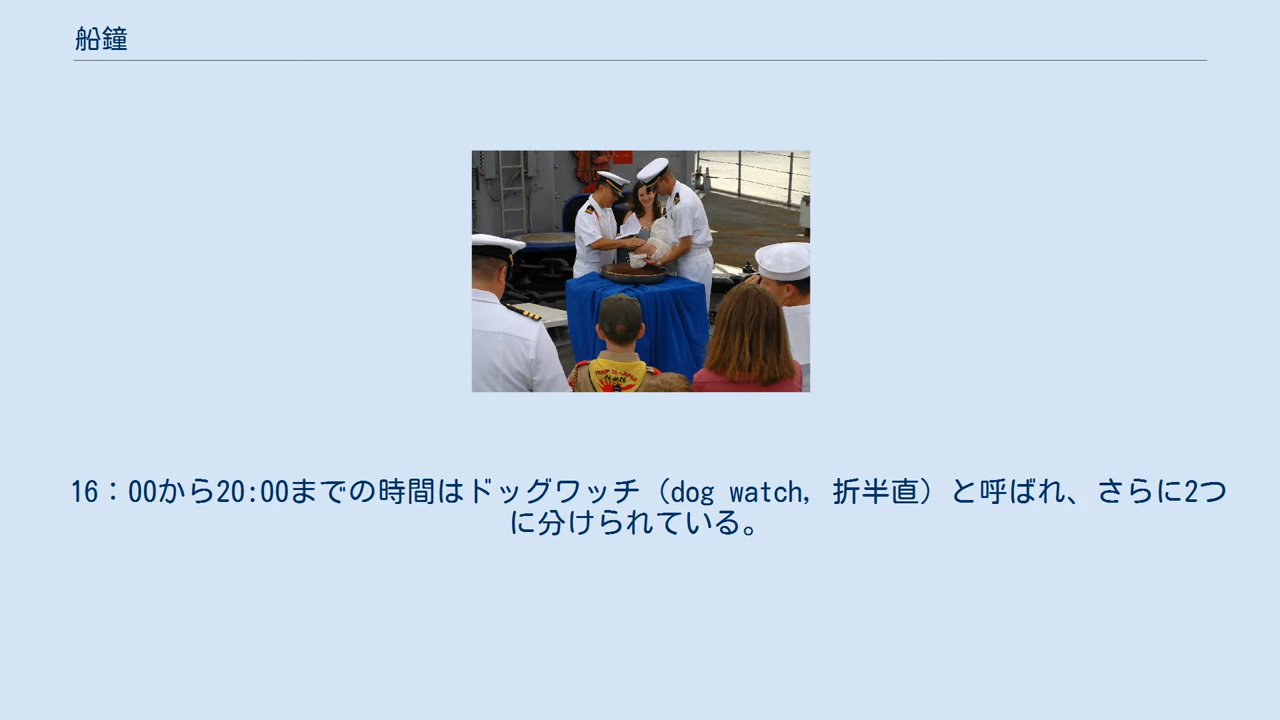 船鐘
16：00から20:00までの時間はドッグワッチ（dog watch, 折半直）と呼ばれ、さらに2つ
に分けられている。